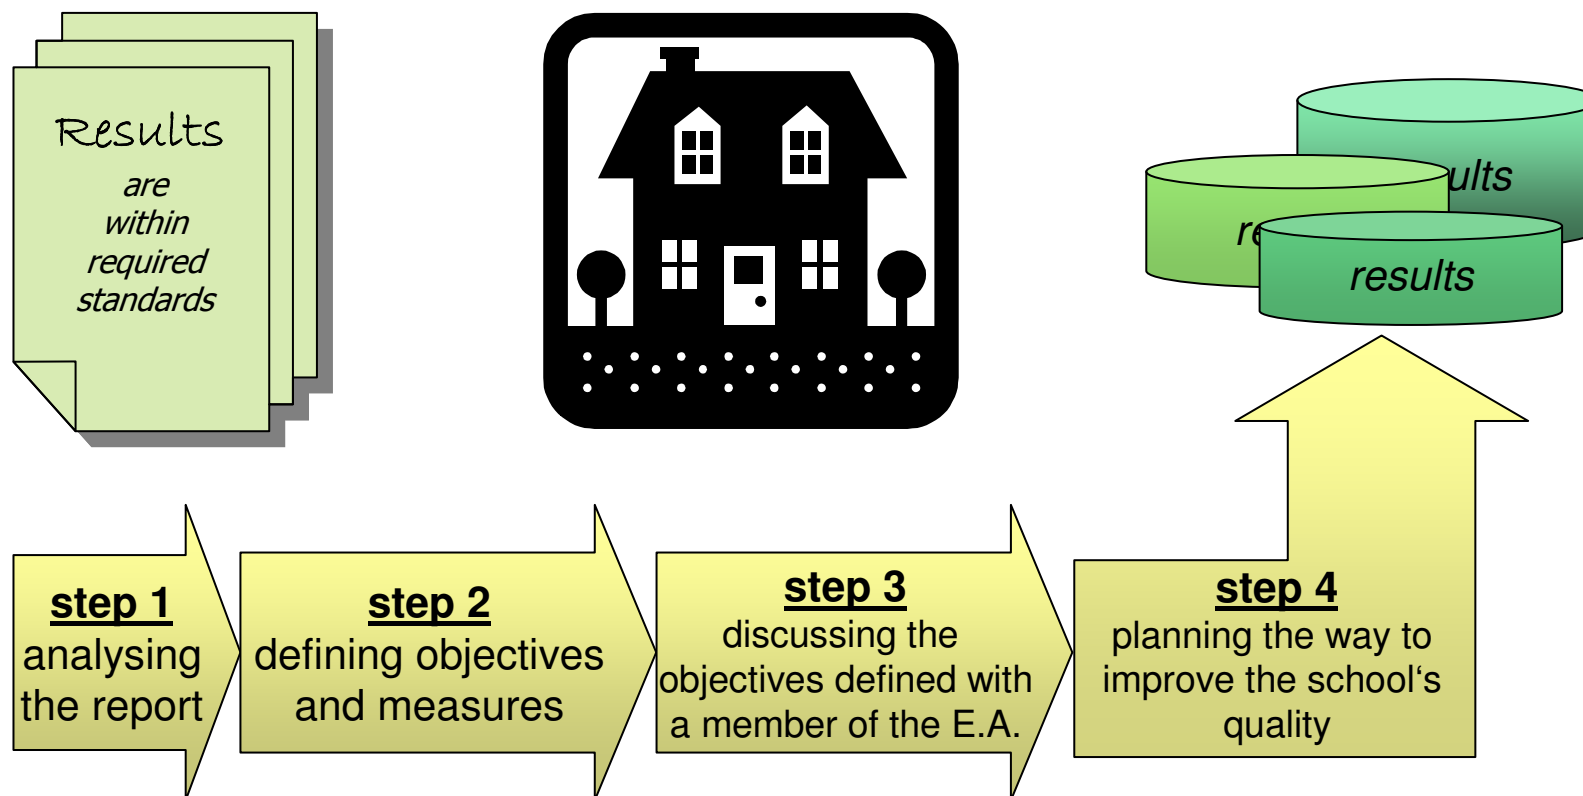 Results
are
within
required
standards
results
step 1
analysing
the report
step 2
defining objectives
and measures
step 3
discussing the
objectives defined with
a member of the E.A.
step 4
planning the way to
improve the school‘s
quality